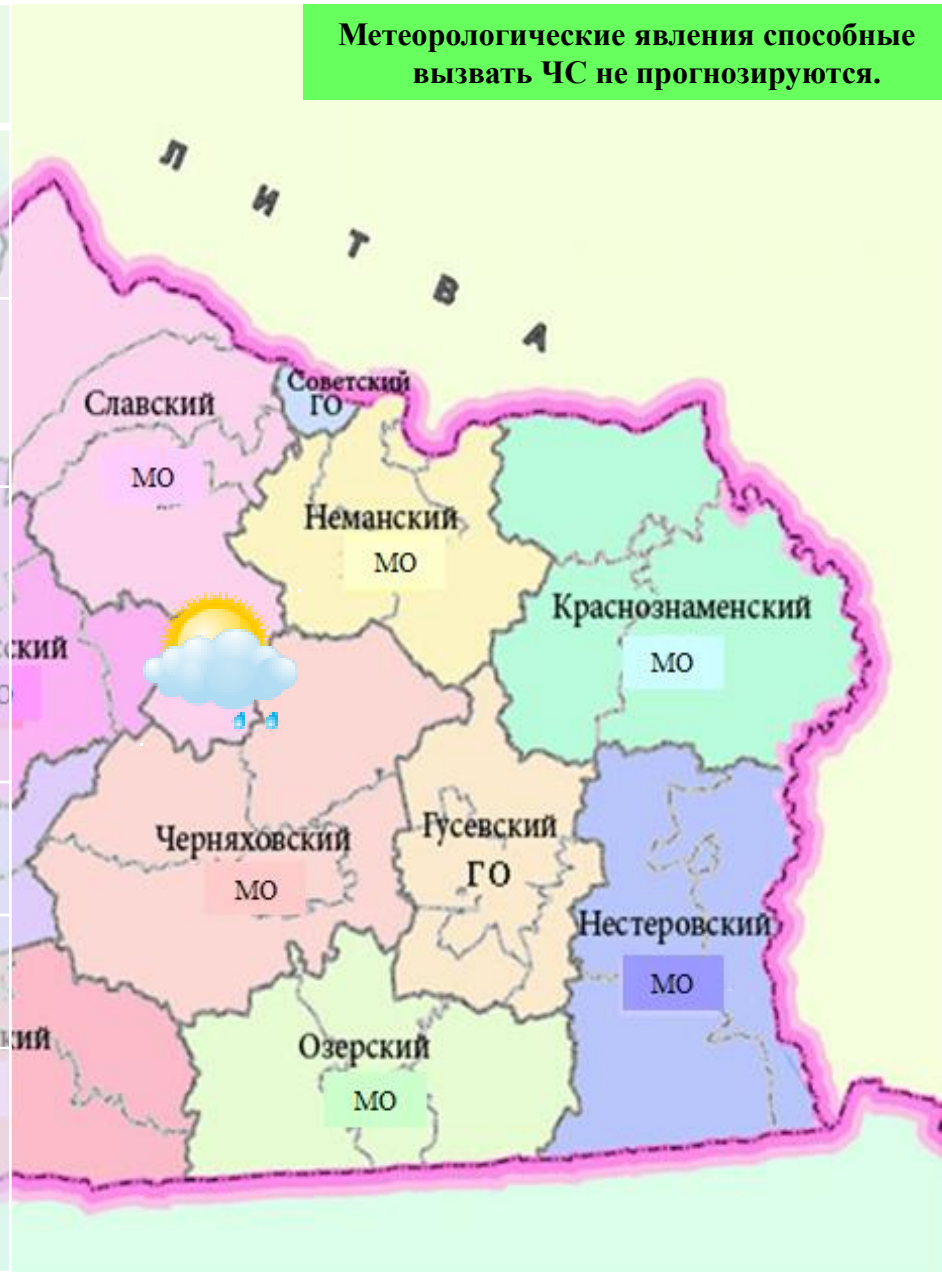 Метеорологические явления способные
вызвать ЧС не прогнозируются.
ЛИТВА
Советский
ГО
Славский
МО
Неманский
МО
Краснознаменский
МО
Черняховский
МО
Гусевский
ГО
Нестеровский
МО
Озерский
МО